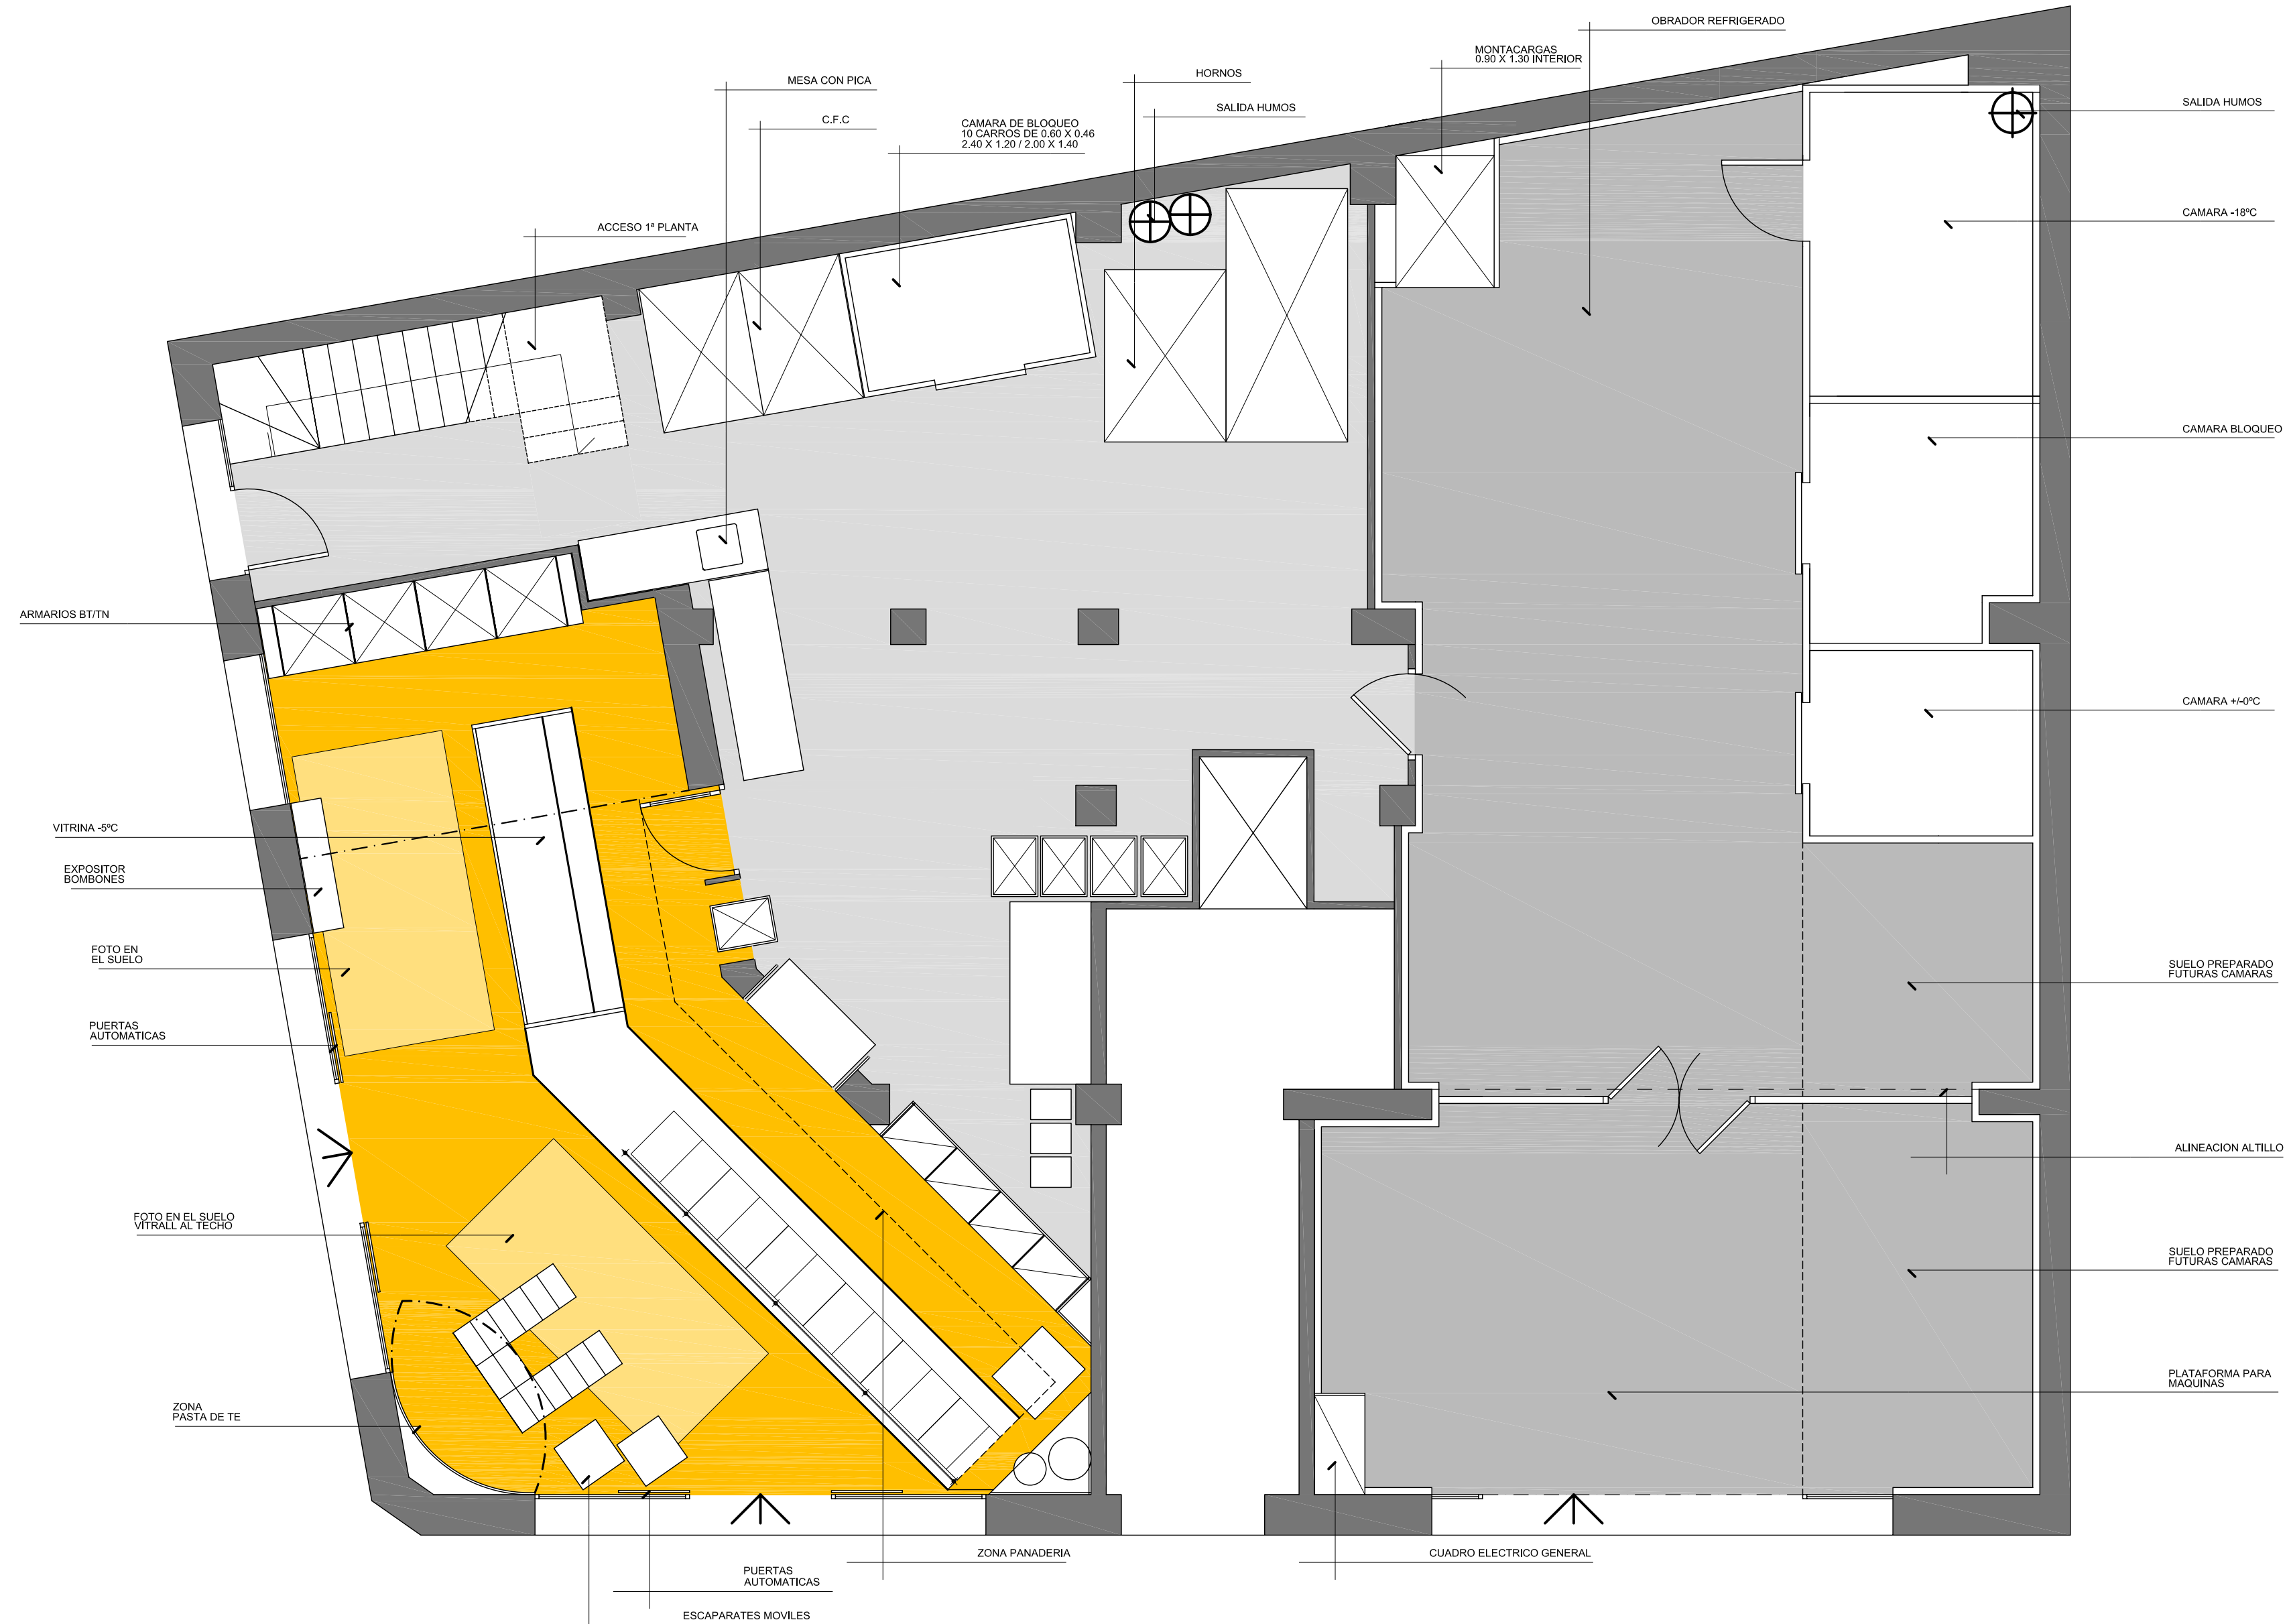 OBRADOR REFRIGERADO
MONTACARGAS
0.90 X 1.30 INTERIOR
HORNOS
MESA CON PICA
SALIDA HUMOS
SALIDA HUMOS
C.F.C
CAMARA DE BLOQUEO
10 CARROS DE 0.60 X 0.46
2.40 X 1.20 / 2.00 X 1.40
CAMARA -18ºC
ACCESO 1ª PLANTA
CAMARA BLOQUEO
ARMARIOS BT/TN
CAMARA +/-0ºC
VITRINA -5ºC
EXPOSITOR
BOMBONES
FOTO EN
EL SUELO
SUELO PREPARADO
FUTURAS CAMARAS
PUERTAS
AUTOMATICAS
ALINEACION ALTILLO
FOTO EN EL SUELO
VITRALL AL TECHO
SUELO PREPARADO
FUTURAS CAMARAS
PLATAFORMA PARA
MAQUINAS
ZONA
PASTA DE TE
ZONA PANADERIA
CUADRO ELECTRICO GENERAL
PUERTAS
AUTOMATICAS
ESCAPARATES MOVILES